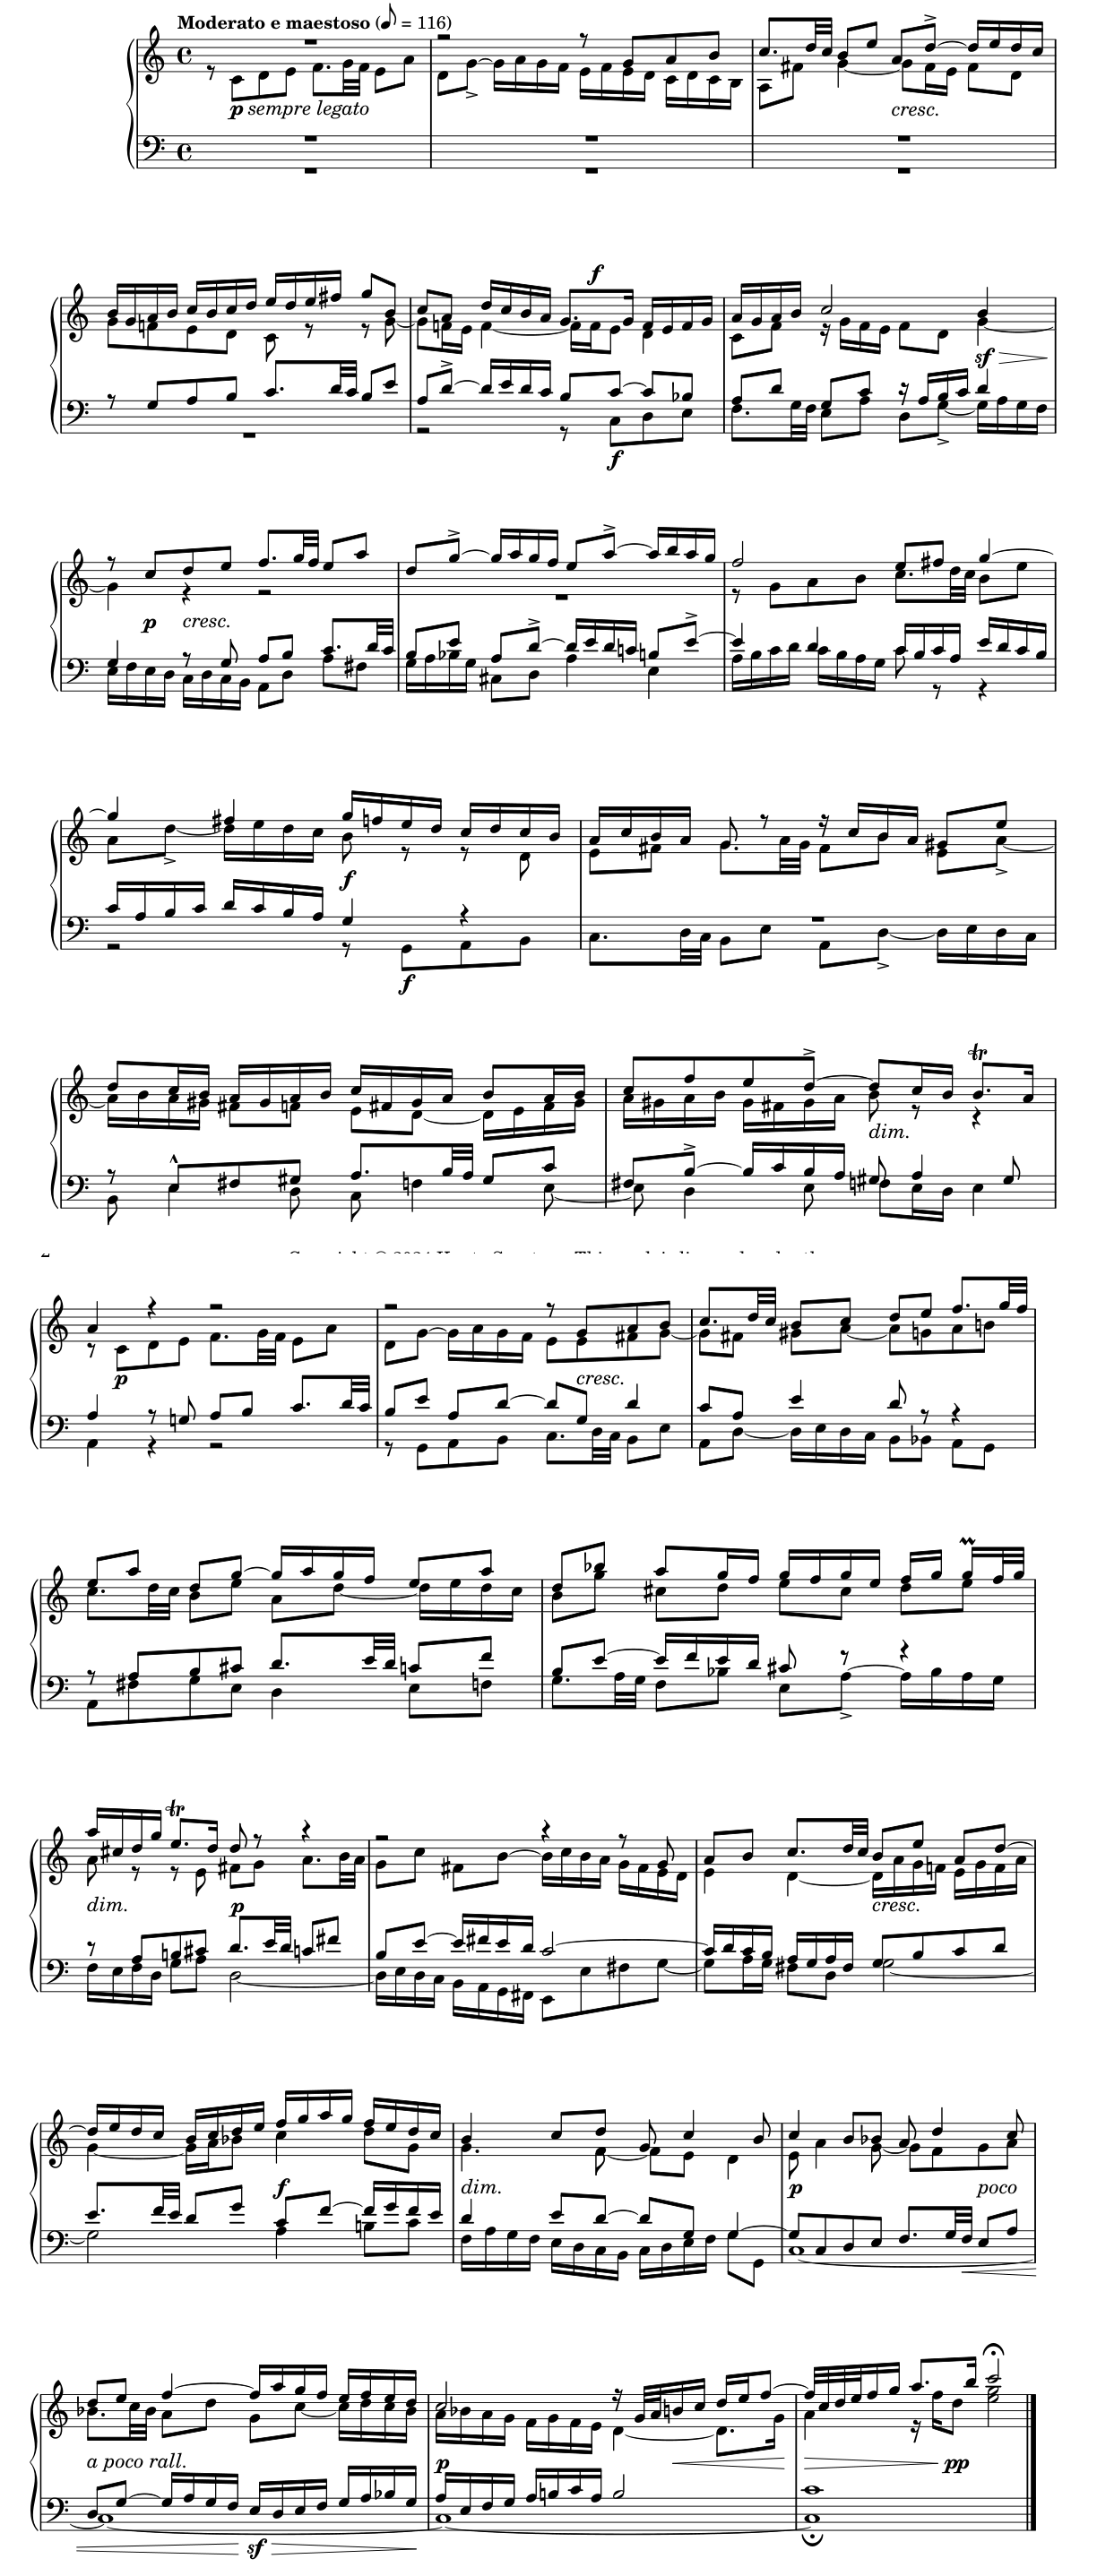 Moderato e maestoso (♪ = 116)
p sempre legato
cresc.
f
sf
f
p cresc.
f
f
dim.
p
cresc.
dim. p
cresc.
f dim. p poco
a poco rall. p pp
sf